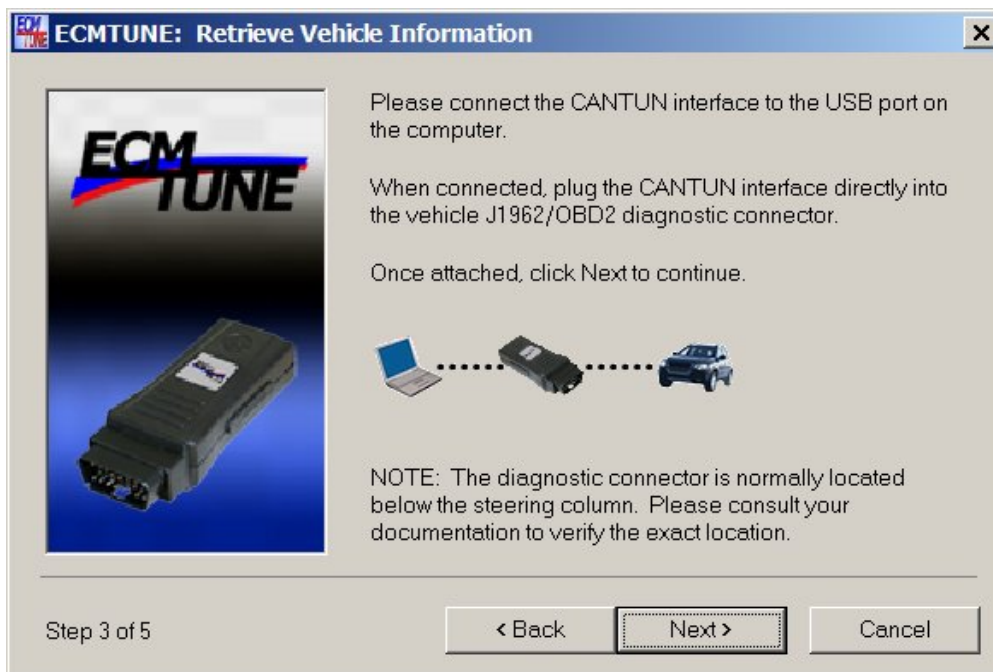 ECMTUNE: Retrieve Vehicle Information
ECM
TUNE
Please connect the CANTUN interface to the USB port on
the computer.
When connected, plug the CANTUN interface directly into
the vehicle J1962/OBD2 diagnostic connector.
Once attached, click Next to continue.
NOTE: The diagnostic connector is normally located
below the steering column. Please consult your
documentation to verify the exact location.
Step 3 of 5
< Back
Next >
Cancel